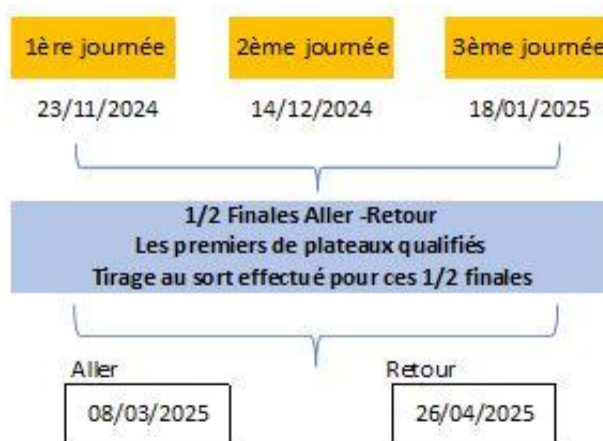 1ère journée 2ème journée 3ème journée
23/11/2024 14/12/2024 18/01/2025
1/2 Finales Aller -Retour
Les premiers de plateaux qualifiés
Tirage au sort effectué pour ces 1/2 finales
Aller Retour
08/03/2025 26/04/2025